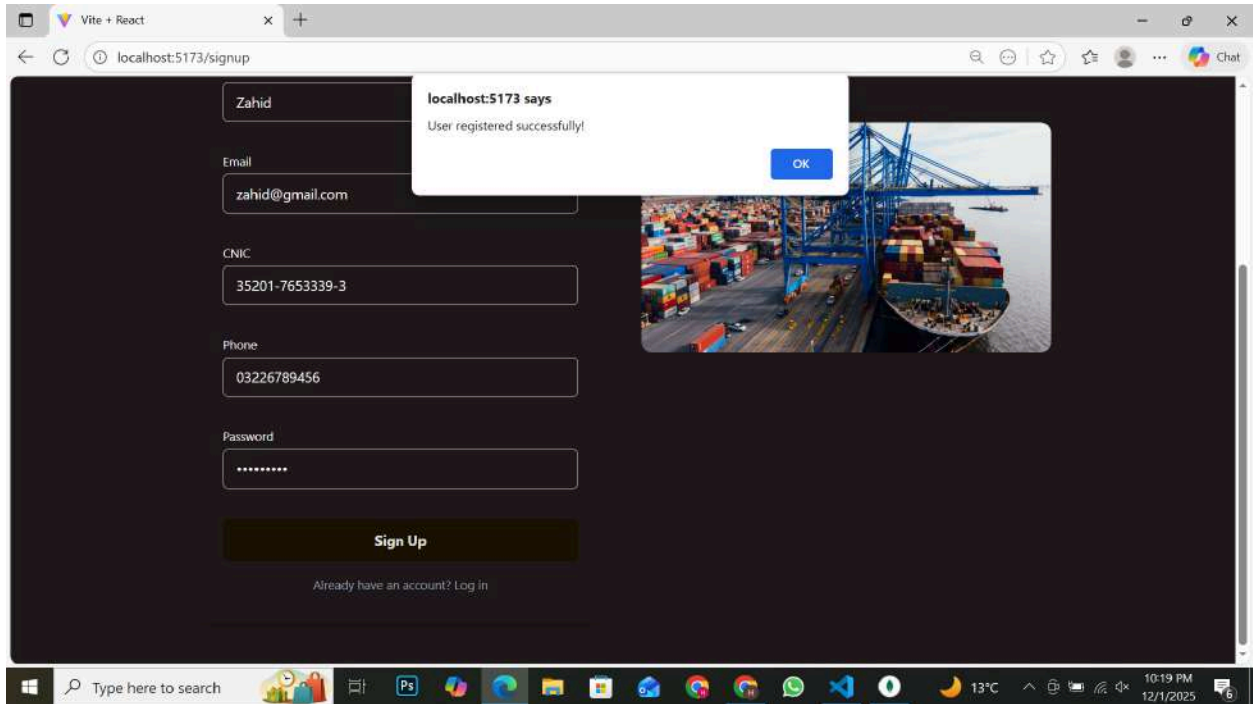 Vite + React
localhost:5173/signup
Chat
localhost:5173 says
User registered successfully!
OK
Zahid
Email
zahid@gmail.com
CNIC
35201-7653339-3
Phone
03226789456
Password
•••••••••
Sign Up
Already have an account? Log in
Type here to search
Ps
13°C
10:19 PM
12/1/2025
6